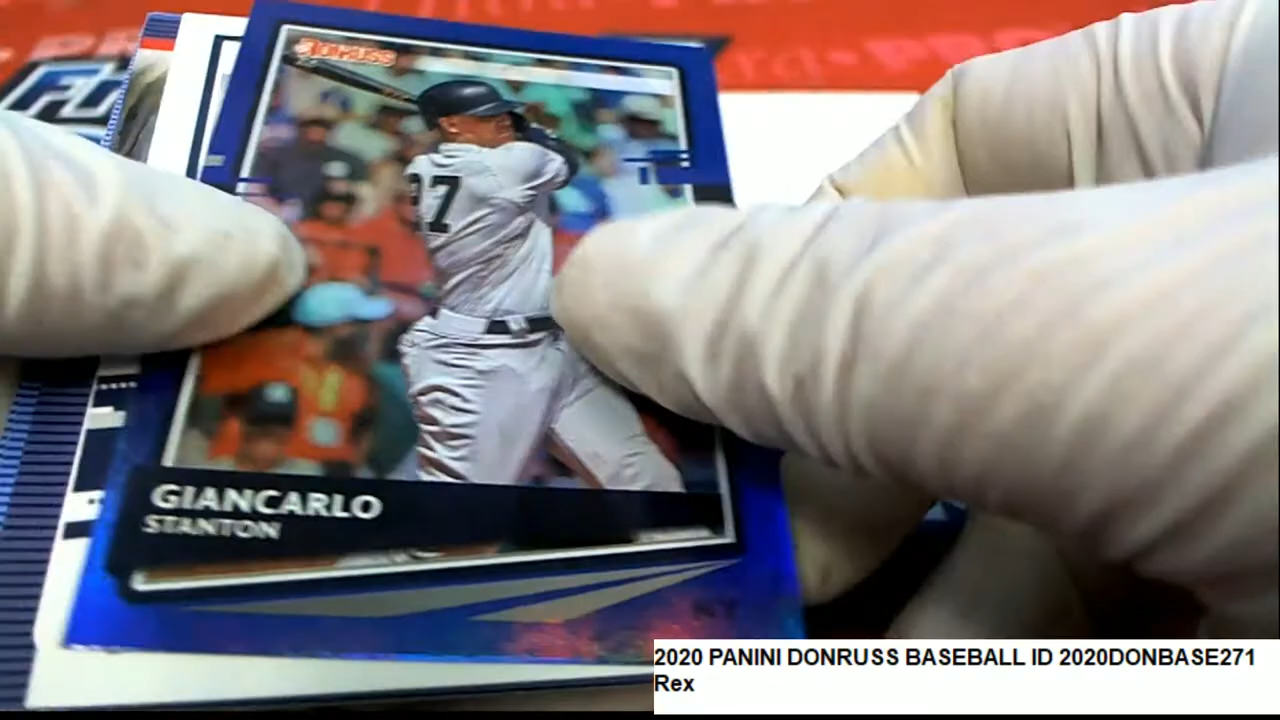 DONRUSS
27
GIANCARLO
STANTON
2020 PANINI DONRUSS BASEBALL ID 2020DONBASE271
Rex